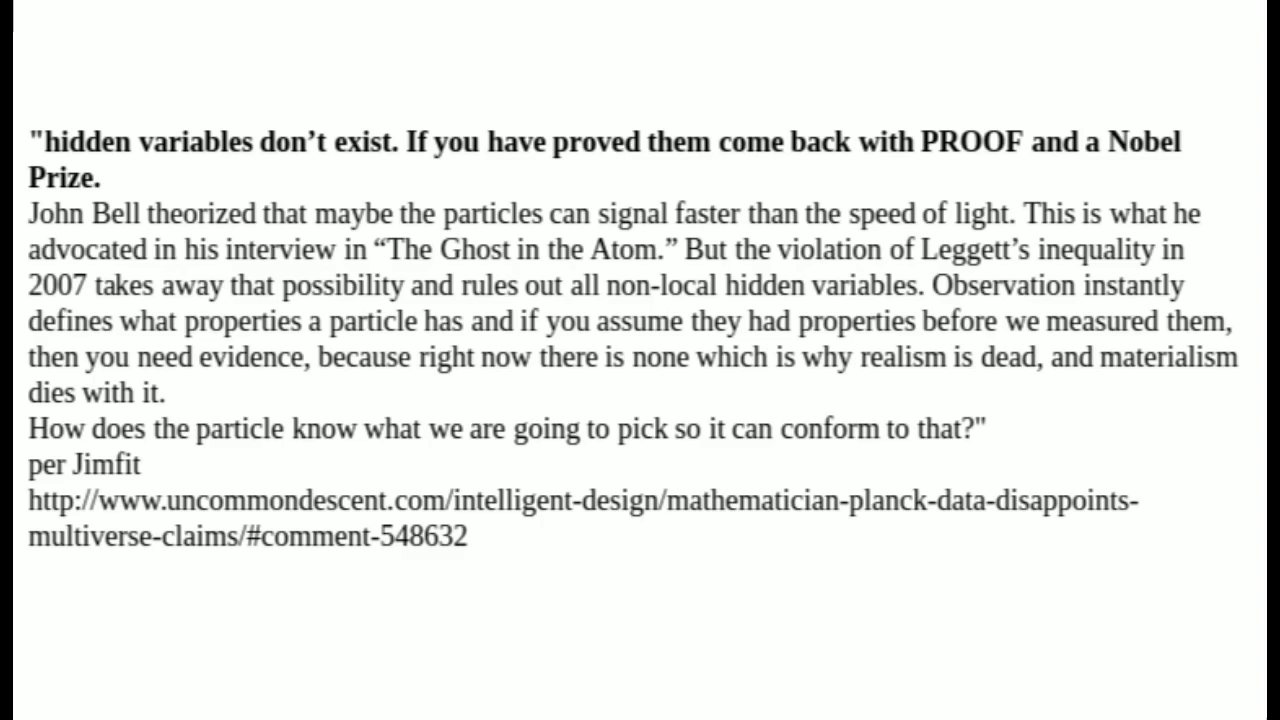 "hidden variables don’t exist. If you have proved them come back with PROOF and a Nobel
Prize.
John Bell theorized that maybe the particles can signal faster than the speed of light. This is what he
advocated in his interview in “The Ghost in the Atom.” But the violation of Leggett’s inequality in
2007 takes away that possibility and rules out all non-local hidden variables. Observation instantly
defines what properties a particle has and if you assume they had properties before we measured them,
then you need evidence, because right now there is none which is why realism is dead, and materialism
dies with it.
How does the particle know what we are going to pick so it can conform to that?"
per Jimfit
http://www.uncommondescent.com/intelligent-design/mathematician-planck-data-disappoints-
multiverse-claims/#comment-548632